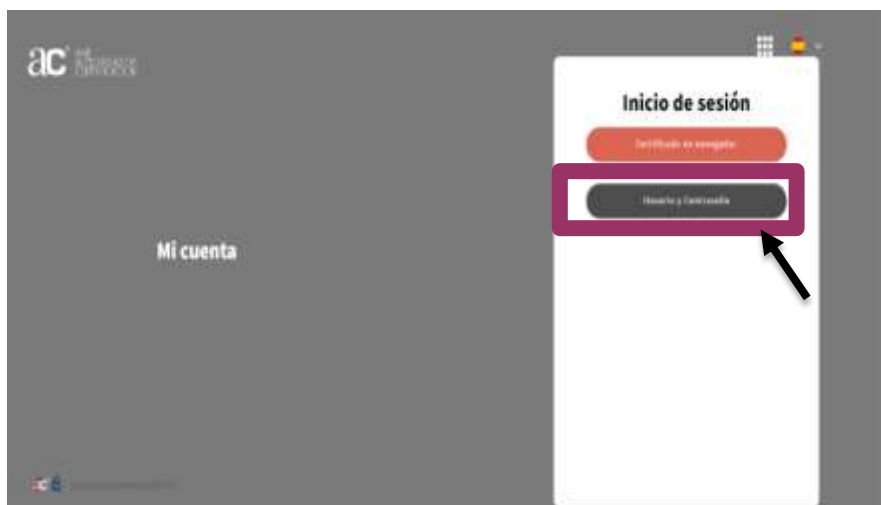 ac
Inicio de sesión
Certificado en navegador
Usuario y Contraseña
Mi cuenta